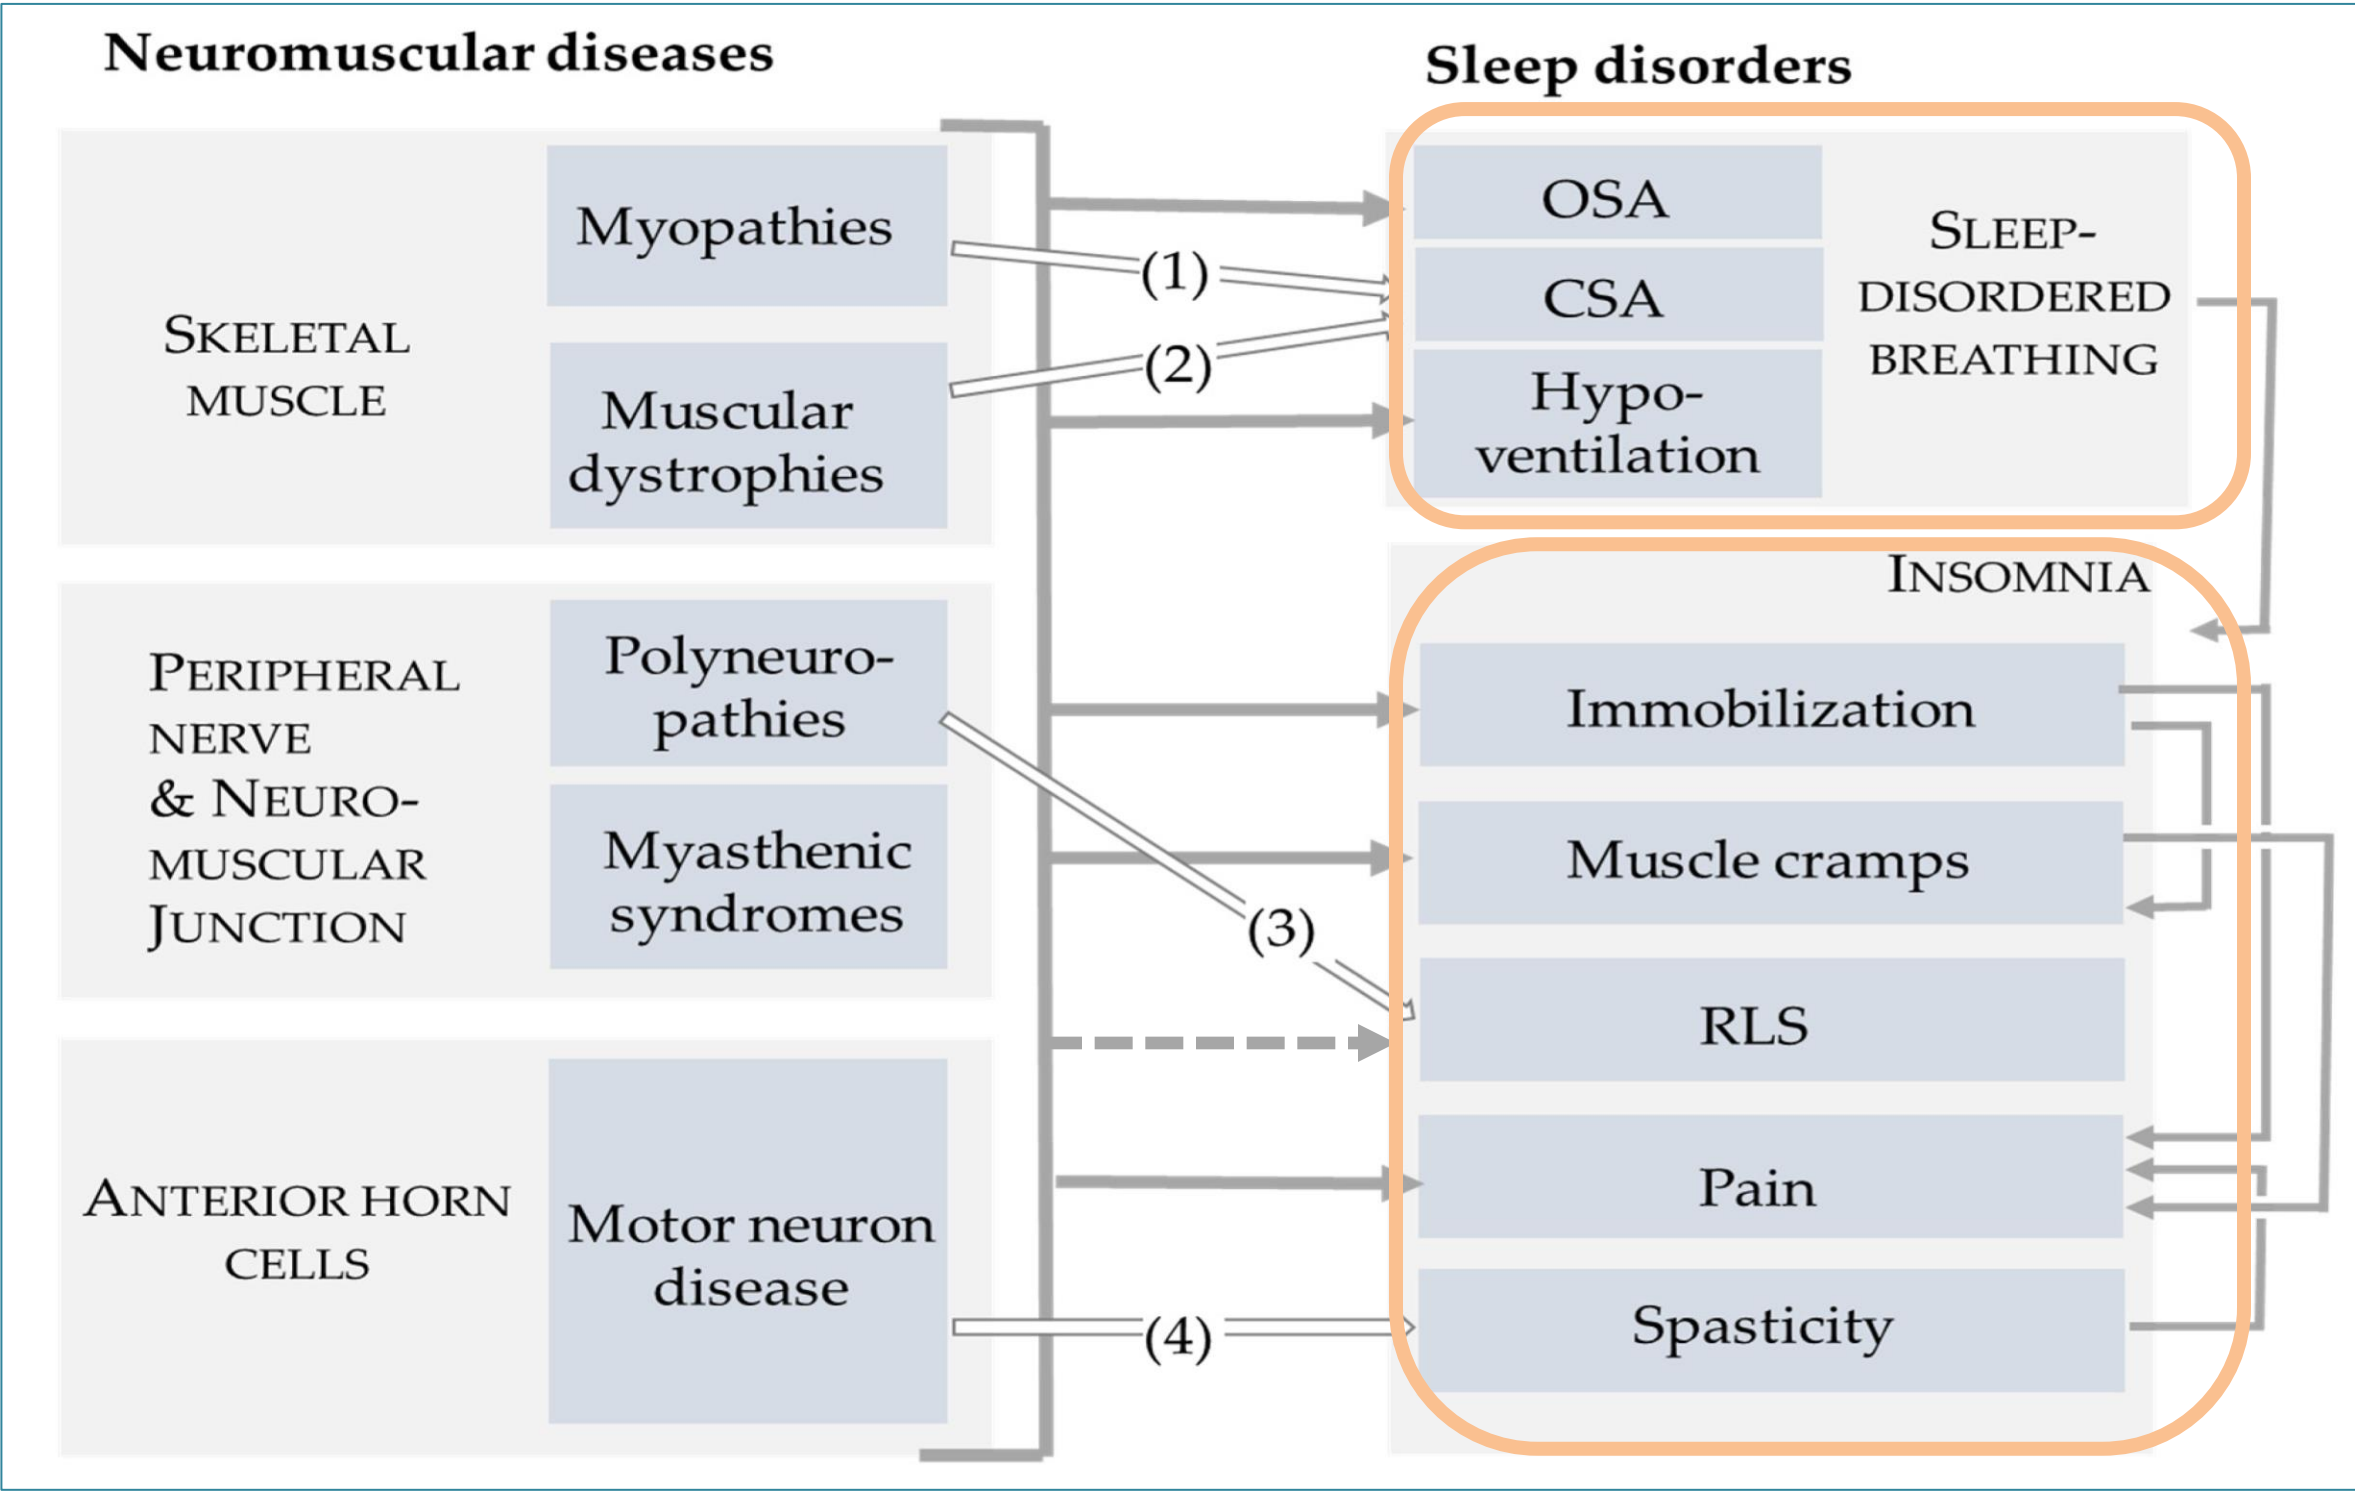 Neuromuscular diseases
Sleep disorders
SKELETAL
MUSCLE
Myopathies
Muscular
dystrophies
PERIPHERAL
NERVE
& NEURO-
MUSCULAR
JUNCTION
Polyneuro-
pathies
Myasthenic
syndromes
ANTERIOR HORN
CELLS
Motor neuron
disease
(1)
(2)
(3)
(4)
OSA
CSA
Hypo-
ventilation
SLEEP-
DISORDERED
BREATHING
INSOMNIA
Immobilization
Muscle cramps
RLS
Pain
Spasticity